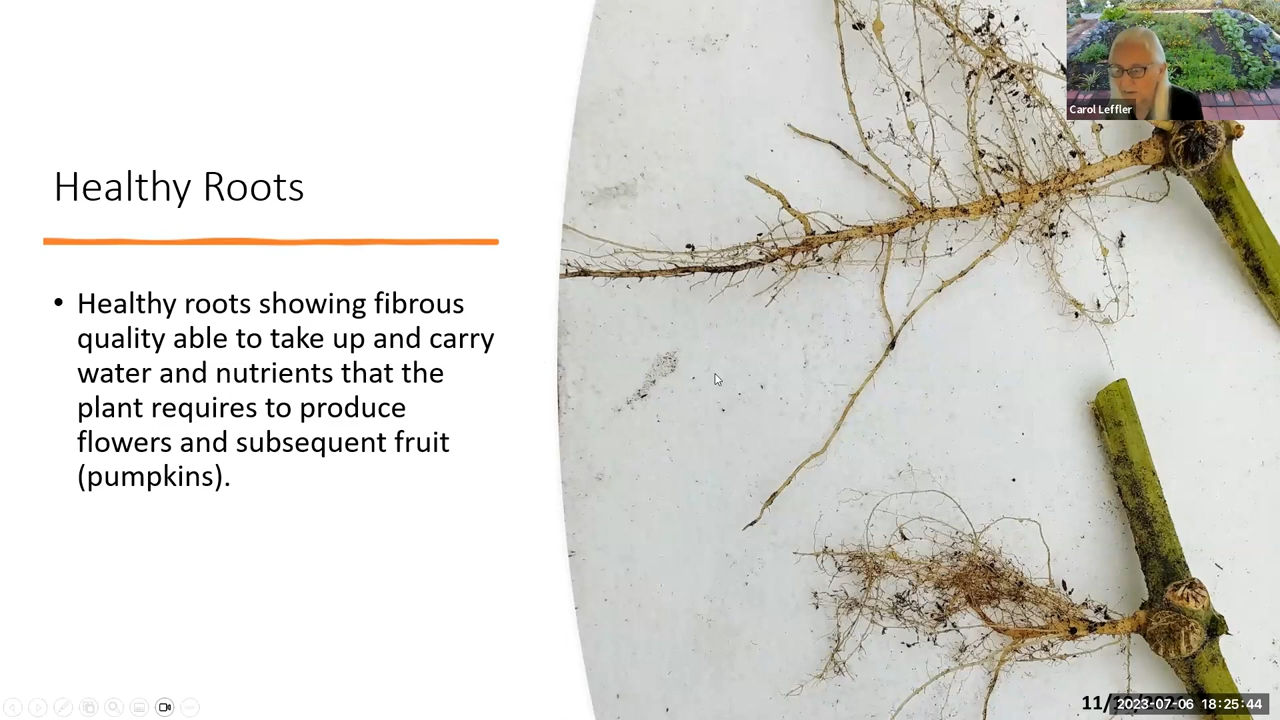 Carol Leffler
Healthy Roots
• Healthy roots showing fibrous
quality able to take up and carry
water and nutrients that the
plant requires to produce
flowers and subsequent fruit
(pumpkins).
11/
2023-07-06 18:25:44